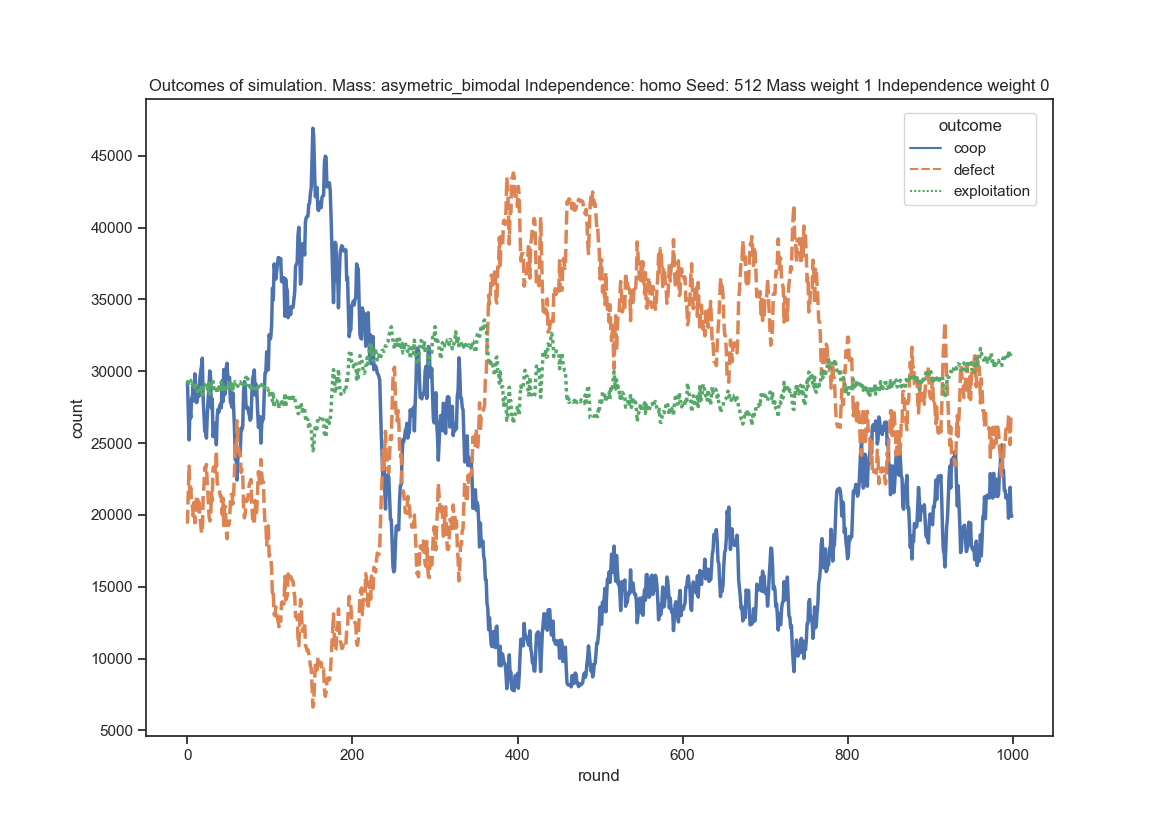 Outcomes of simulation. Mass: asymetric_bimodal Independence: homo Seed: 512 Mass weight 1 Independence weight 0
outcome
coop
defect
exploitation
45000
40000
35000
30000
25000
20000
15000
10000
5000
count
0 200 400 600 800 1000
round